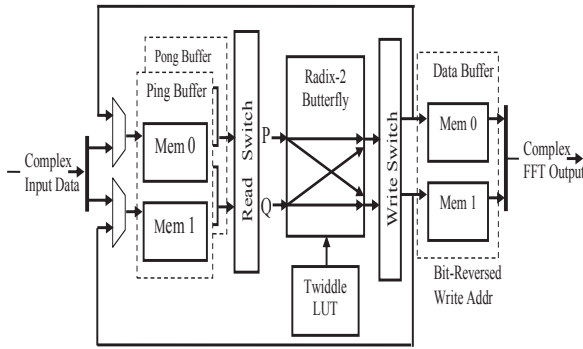 Pong Buffer
Ping Buffer
Mem 0
Mem 1
Complex
Input Data
Read Switch
P
Q
Radix-2
Butterfly
Twiddle
LUT
Write Switch
Data Buffer
Mem 0
Mem 1
Bit-Reversed
Write Addr
Complex
FFT Output